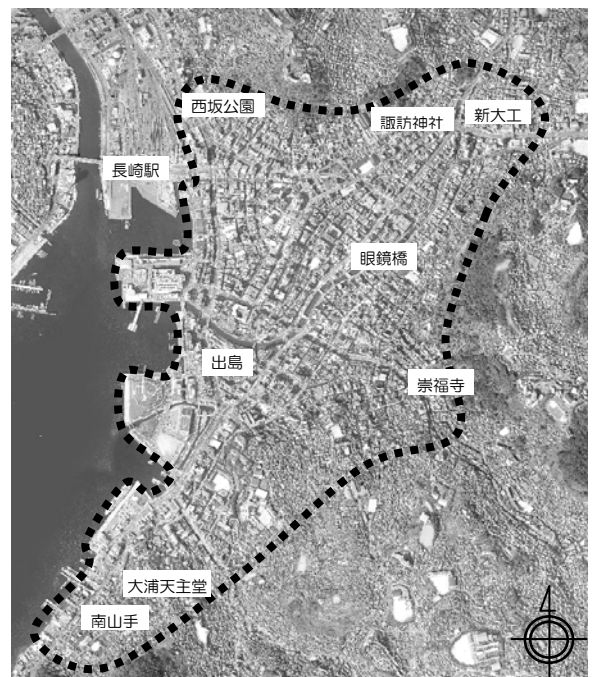 西坂公園
諏訪神社
新大工
長崎駅
眼鏡橋
出島
崇福寺
大浦天主堂
南山手